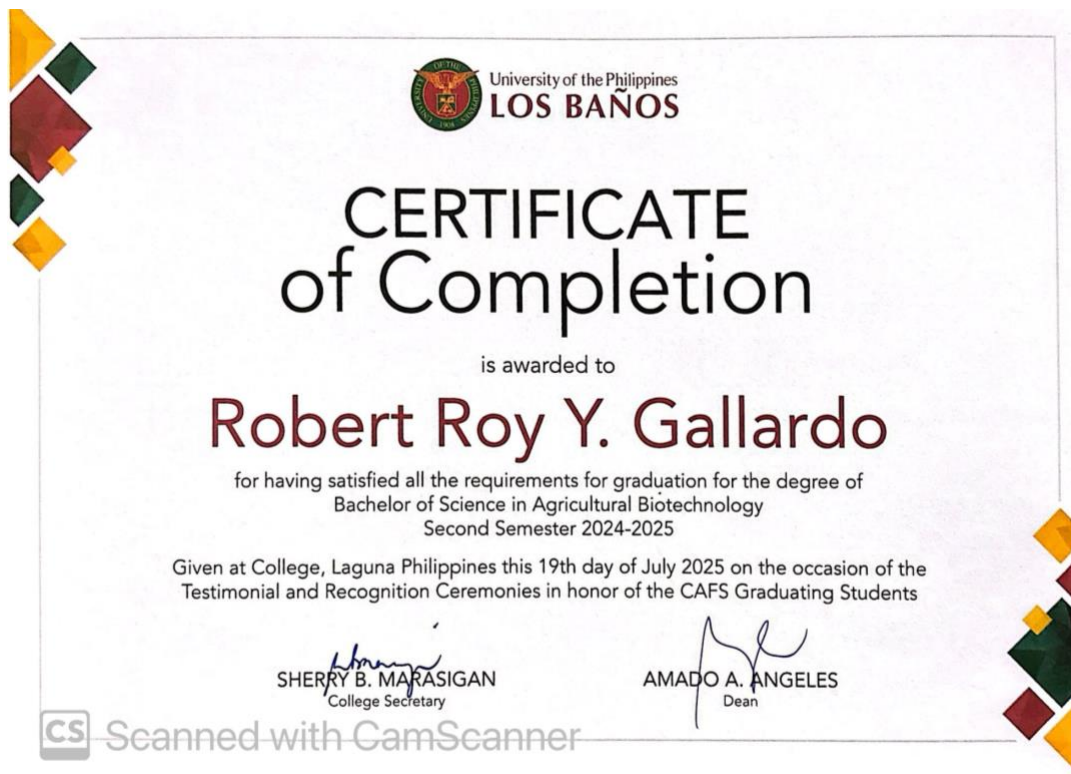 University of the Philippines
LOS BAÑOS
CERTIFICATE
of Completion
is awarded to
Robert Roy Y. Gallardo
for having satisfied all the requirements for graduation for the degree of
Bachelor of Science in Agricultural Biotechnology
Second Semester 2024-2025
Given at College, Laguna Philippines this 19th day of July 2025 on the occasion of the
Testimonial and Recognition Ceremonies in honor of the CAFS Graduating Students
SHERRY B. MARASIGAN
College Secretary
AMADO A. ANGELES
Dean
CS Scanned with CamScanner